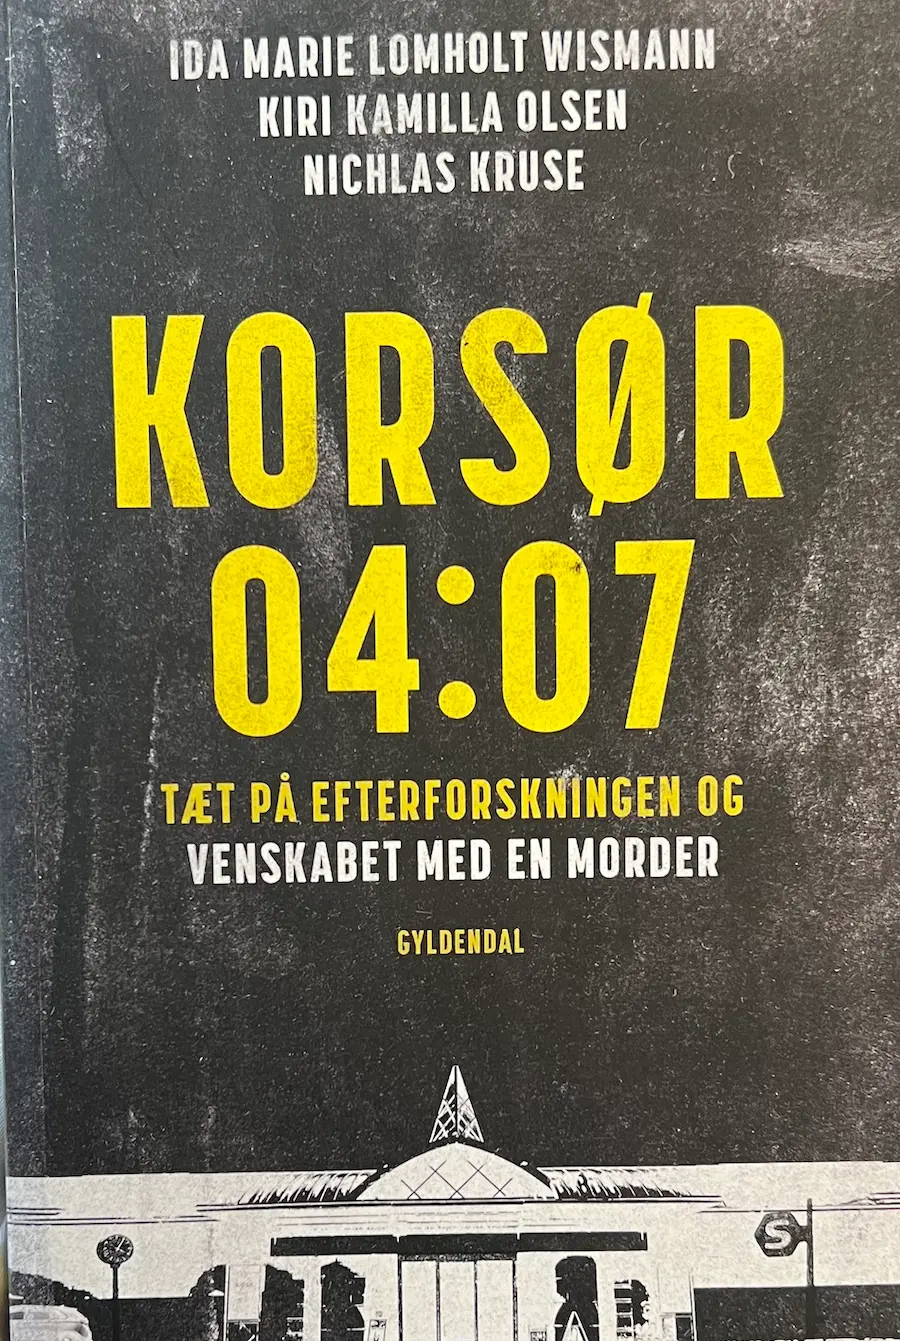 IDA MARIE LOMHOLT WISMANN
KIRI KAMILLA OLSEN
NICHLAS KRUSE
KORSØR
04:07
TÆT PÅ EFTERFORSKNINGEN OG
VENSKABET MED EN MORDER
GYLDENDAL
S